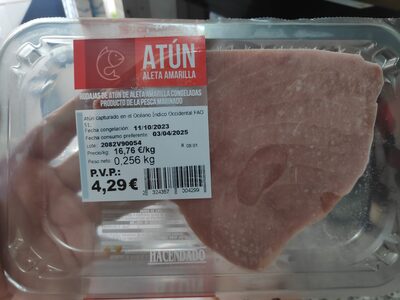 ATÚN
ALETA AMARILLA
RODAJAS DE ATÚN DE ALETA AMARILLA CONGELADAS
PRODUCTO DE LA PESCA MARINADO
Atún capturado en el Océano Índico Occidental FAO
51.
Fecha congelación: 11/10/2023
Fecha consumo preferente: 03/04/2025
Lote: 2082V90054
Precio/kg: 16,76 €/kg
Peso neto: 0,256 kg
P.V.P.:
4,29 €
HACENDADO